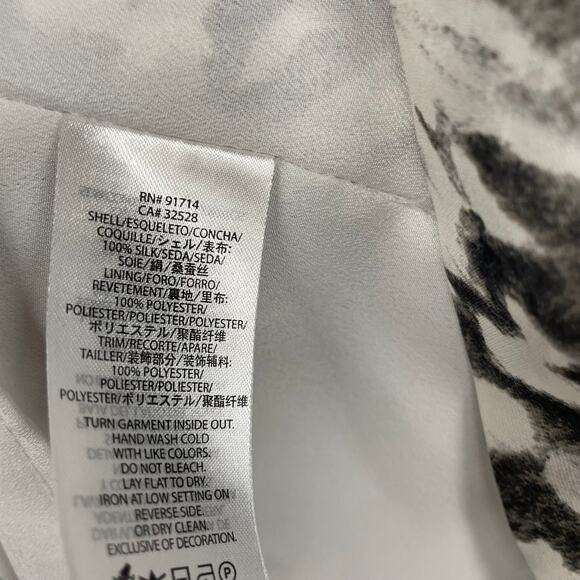 RN# 91714
CA# 32528
SHELL/ESQUELETO/CONCHA/
COQUILLE/シェル/表布:
100% SILK/SEDA/SEDA/
SOIE/絹/桑蚕丝
LINING/FORO/FORRO/
REVETEMENT/裏地/里布:
100% POLYESTER/
POLIESTER/POLIESTER/POLYESTER/
ポリエステル/聚酯纤维
TRIM/RECORTE/APARE/
TAILLER/装飾部分/装饰辅料:
100% POLYESTER/
POLIESTER/POLIESTER/
POLYESTER/ポリエステル/聚酯纤维
TURN GARMENT INSIDE OUT.
HAND WASH COLD
WITH LIKE COLORS.
DO NOT BLEACH.
LAY FLAT TO DRY.
IRON AT LOW SETTING ON
REVERSE SIDE.
OR DRY CLEAN.
EXCLUSIVE OF DECORATION.
P